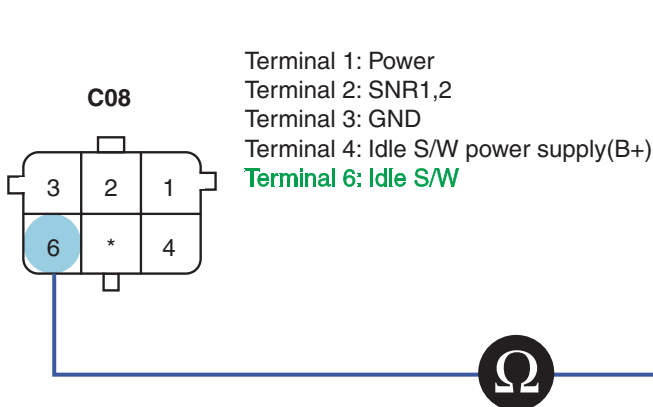 C08
Terminal 1: Power
Terminal 2: SNR1,2
Terminal 3: GND
Terminal 4: Idle S/W power supply(B+)
Terminal 6: Idle S/W
3 2 1
6 * 4
Ω